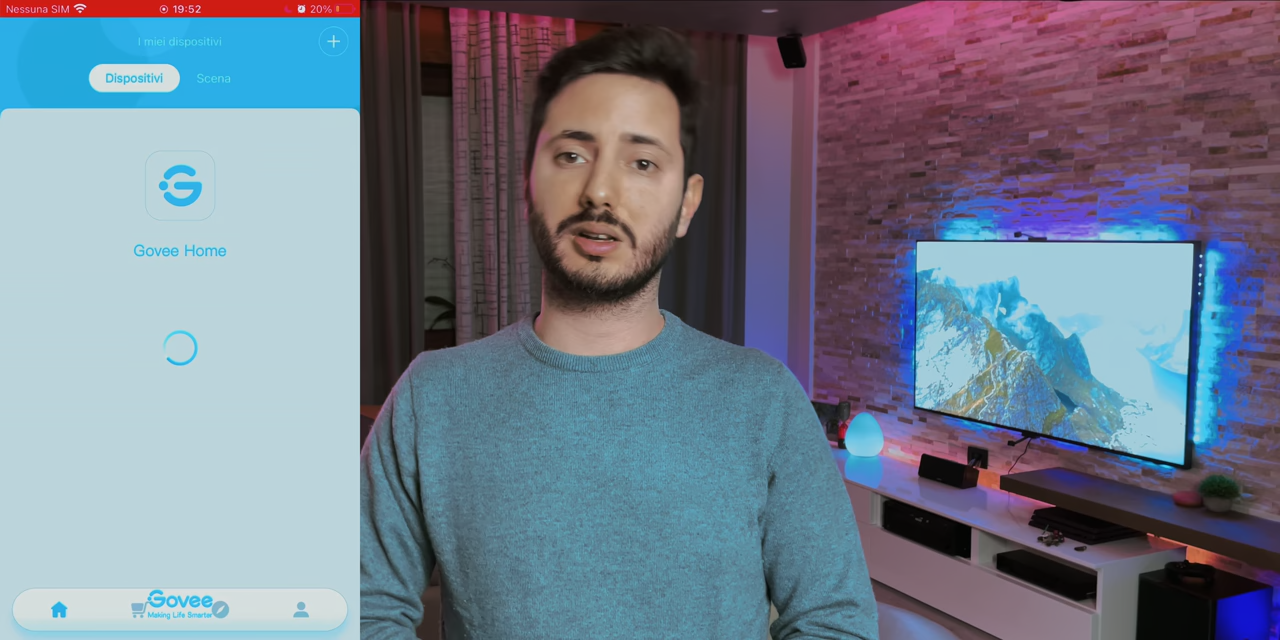 Nessuna SIM
19:52
20%
I miei dispositivi
Dispositivi
Scena
Govee Home
Govee
Making Life Smarter